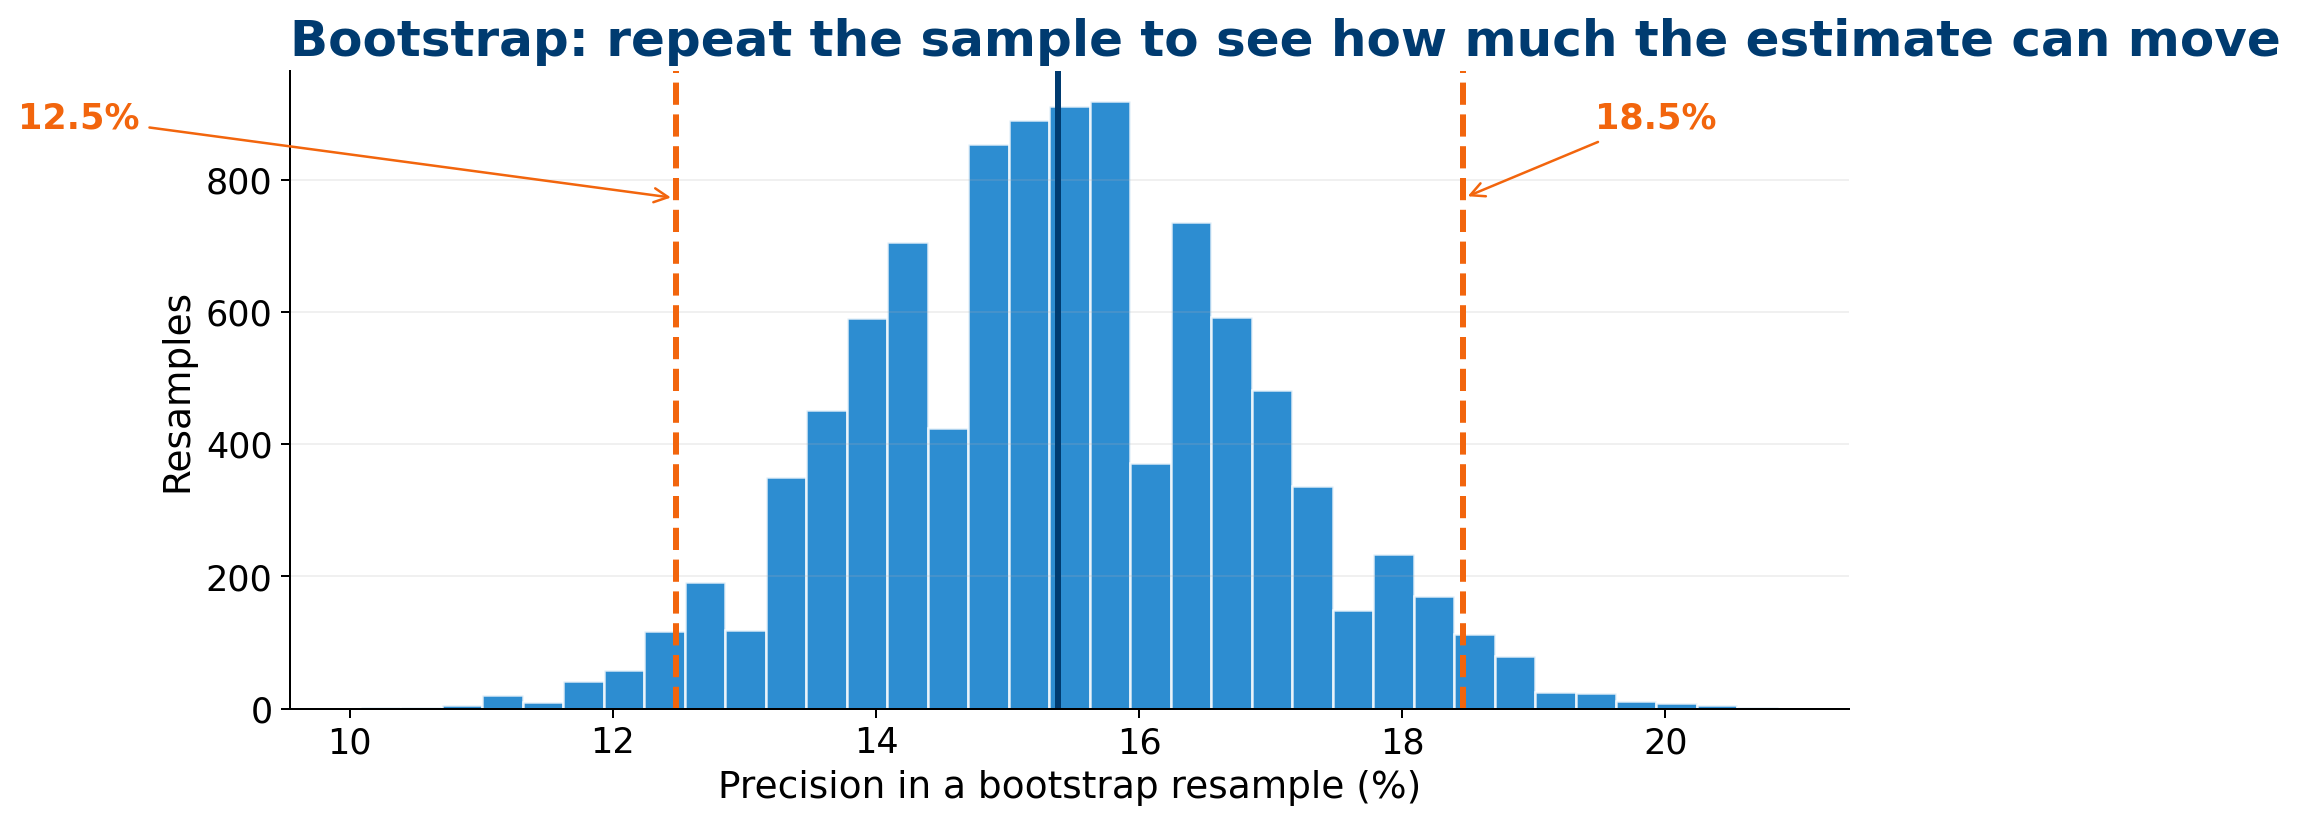 Bootstrap: repeat the sample to see how much the estimate can move
12.5%
18.5%
800
600
400
200
0
Resamples
10 12 14 16 18 20
Precision in a bootstrap resample (%)